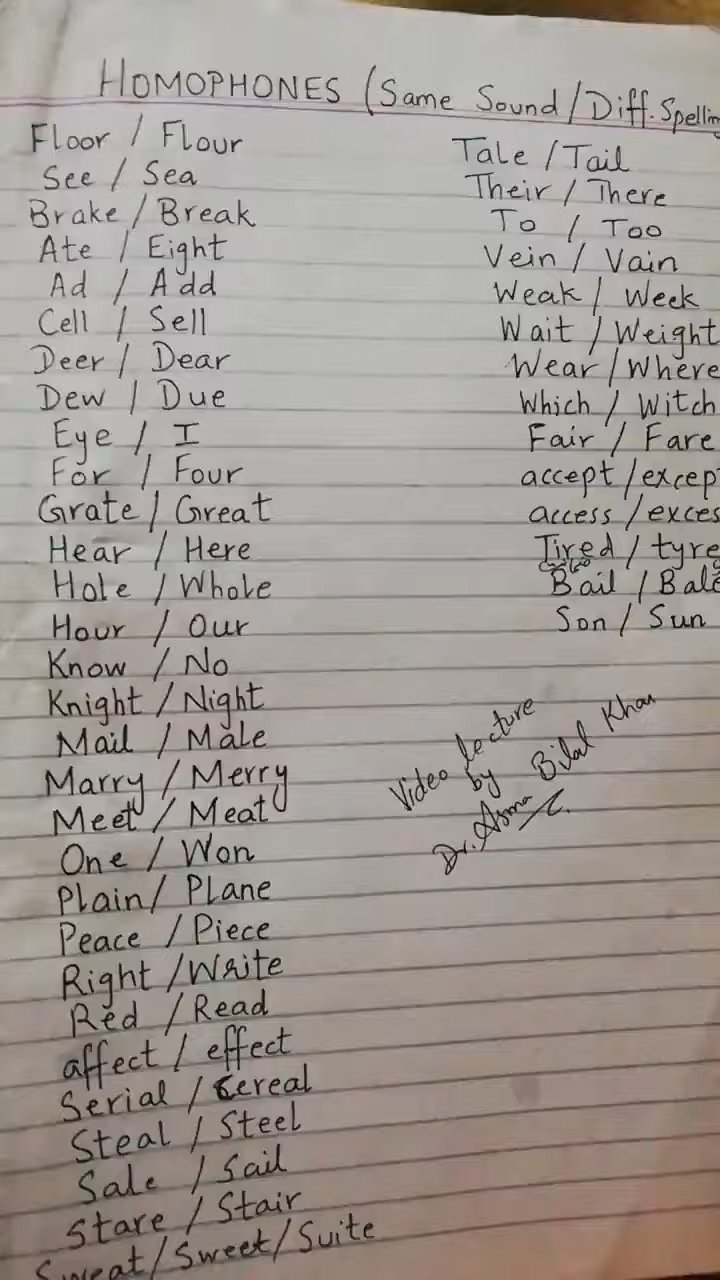 HOMOPHONES (Same Sound/Diff. Spellin
Floor / Flour
See / Sea
Brake / Break
Ate / Eight
Ad / Add
Cell / Sell
Deer / Dear
Dew / Due
Eye / I
For / Four
Grate / Great
Hear / Here
Hole / Whole
Hour / Our
Know / No
Knight / Night
Mail / Male
Marry / Merry
Meet / Meat
One / Won
Plain / Plane
Peace / Piece
Right / Write
Red / Read
affect / effect
Serial / Cereal
Steal / Steel
Sale / Sail
Stare / Stair
Sweat/Sweet/Suite
Tale / Tail
Their / There
To / Too
Vein / Vain
Weak / Week
Wait / Weight
Wear / Where
Which / Witch
Fair / Fare
accept / excep
access / exces
Tired / tyre
Bail / Bale
Son / Sun
Video lecture
by
Dr. Asma Bilal Khan